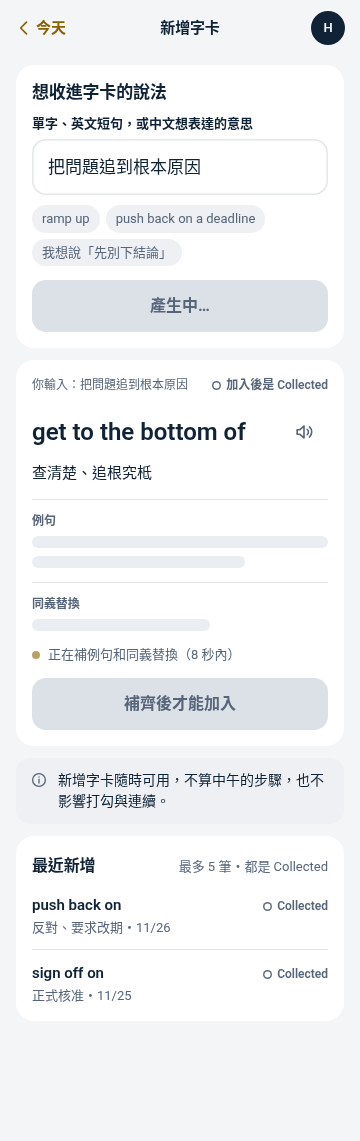 今天
新增字卡
H
想收進字卡的說法
單字、英文短句，或中文想表達的意思
把問題追到根本原因
ramp up
push back on a deadline
我想說「先別下結論」
產生中…
你輸入：把問題追到根本原因
加入後是 Collected
get to the bottom of
查清楚、追根究柢
例句
同義替換
正在補例句和同義替換（8 秒內）
補齊後才能加入
新增字卡隨時可用，不算中午的步驟，也不
影響打勾與連續。
最近新增
最多 5 筆・都是 Collected
push back on
Collected
反對、要求改期・11/26
sign off on
Collected
正式核准・11/25